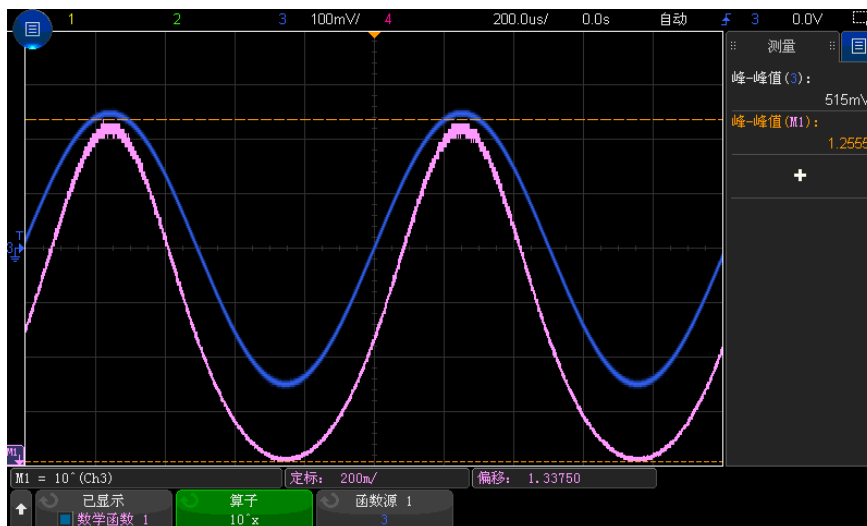 1 2 3 100mV/ 4 200.0us/ 0.0s 自动 3 0.0V
测量
峰-峰值(3):
515mV
峰-峰值(M1):
1.2555
+
T
3
M1
M1 = 10^(Ch3) 定标: 200m/ 偏移: 1.33750
已显示 算子 函数源 1
数学函数 1 10^x 3